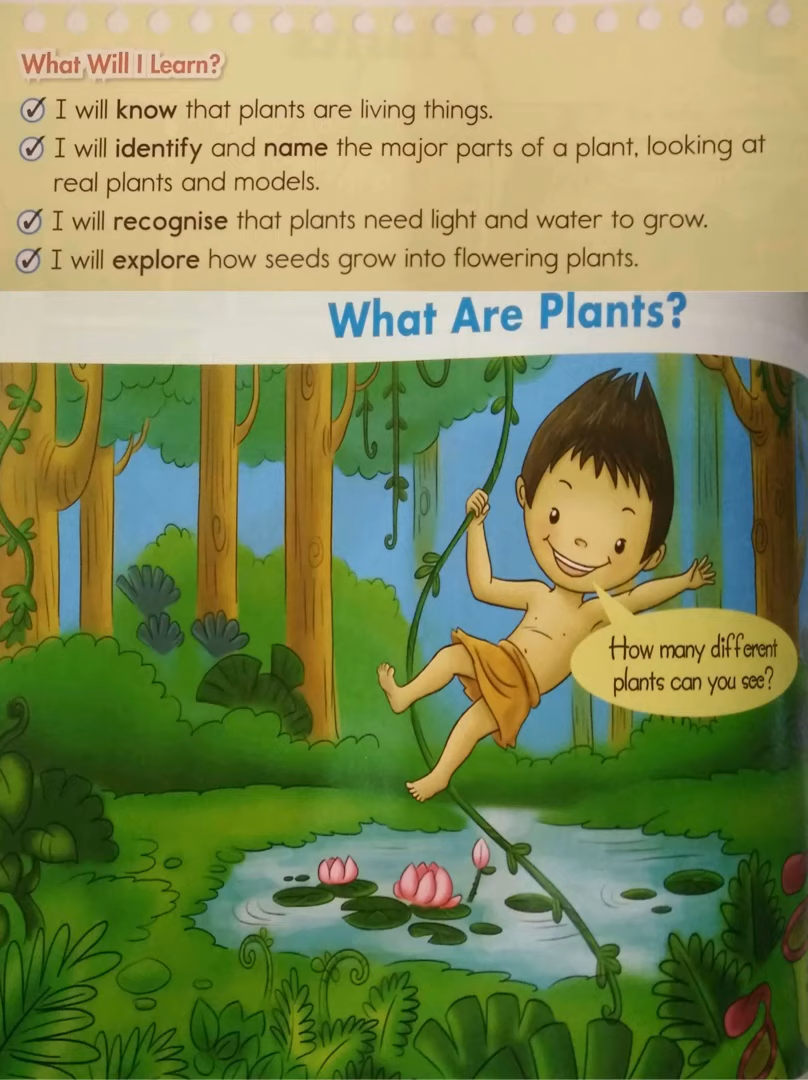 What Will I Learn?
I will know that plants are living things.
I will identify and name the major parts of a plant, looking at
real plants and models.
I will recognise that plants need light and water to grow.
I will explore how seeds grow into flowering plants.
What Are Plants?
How many different
plants can you see?